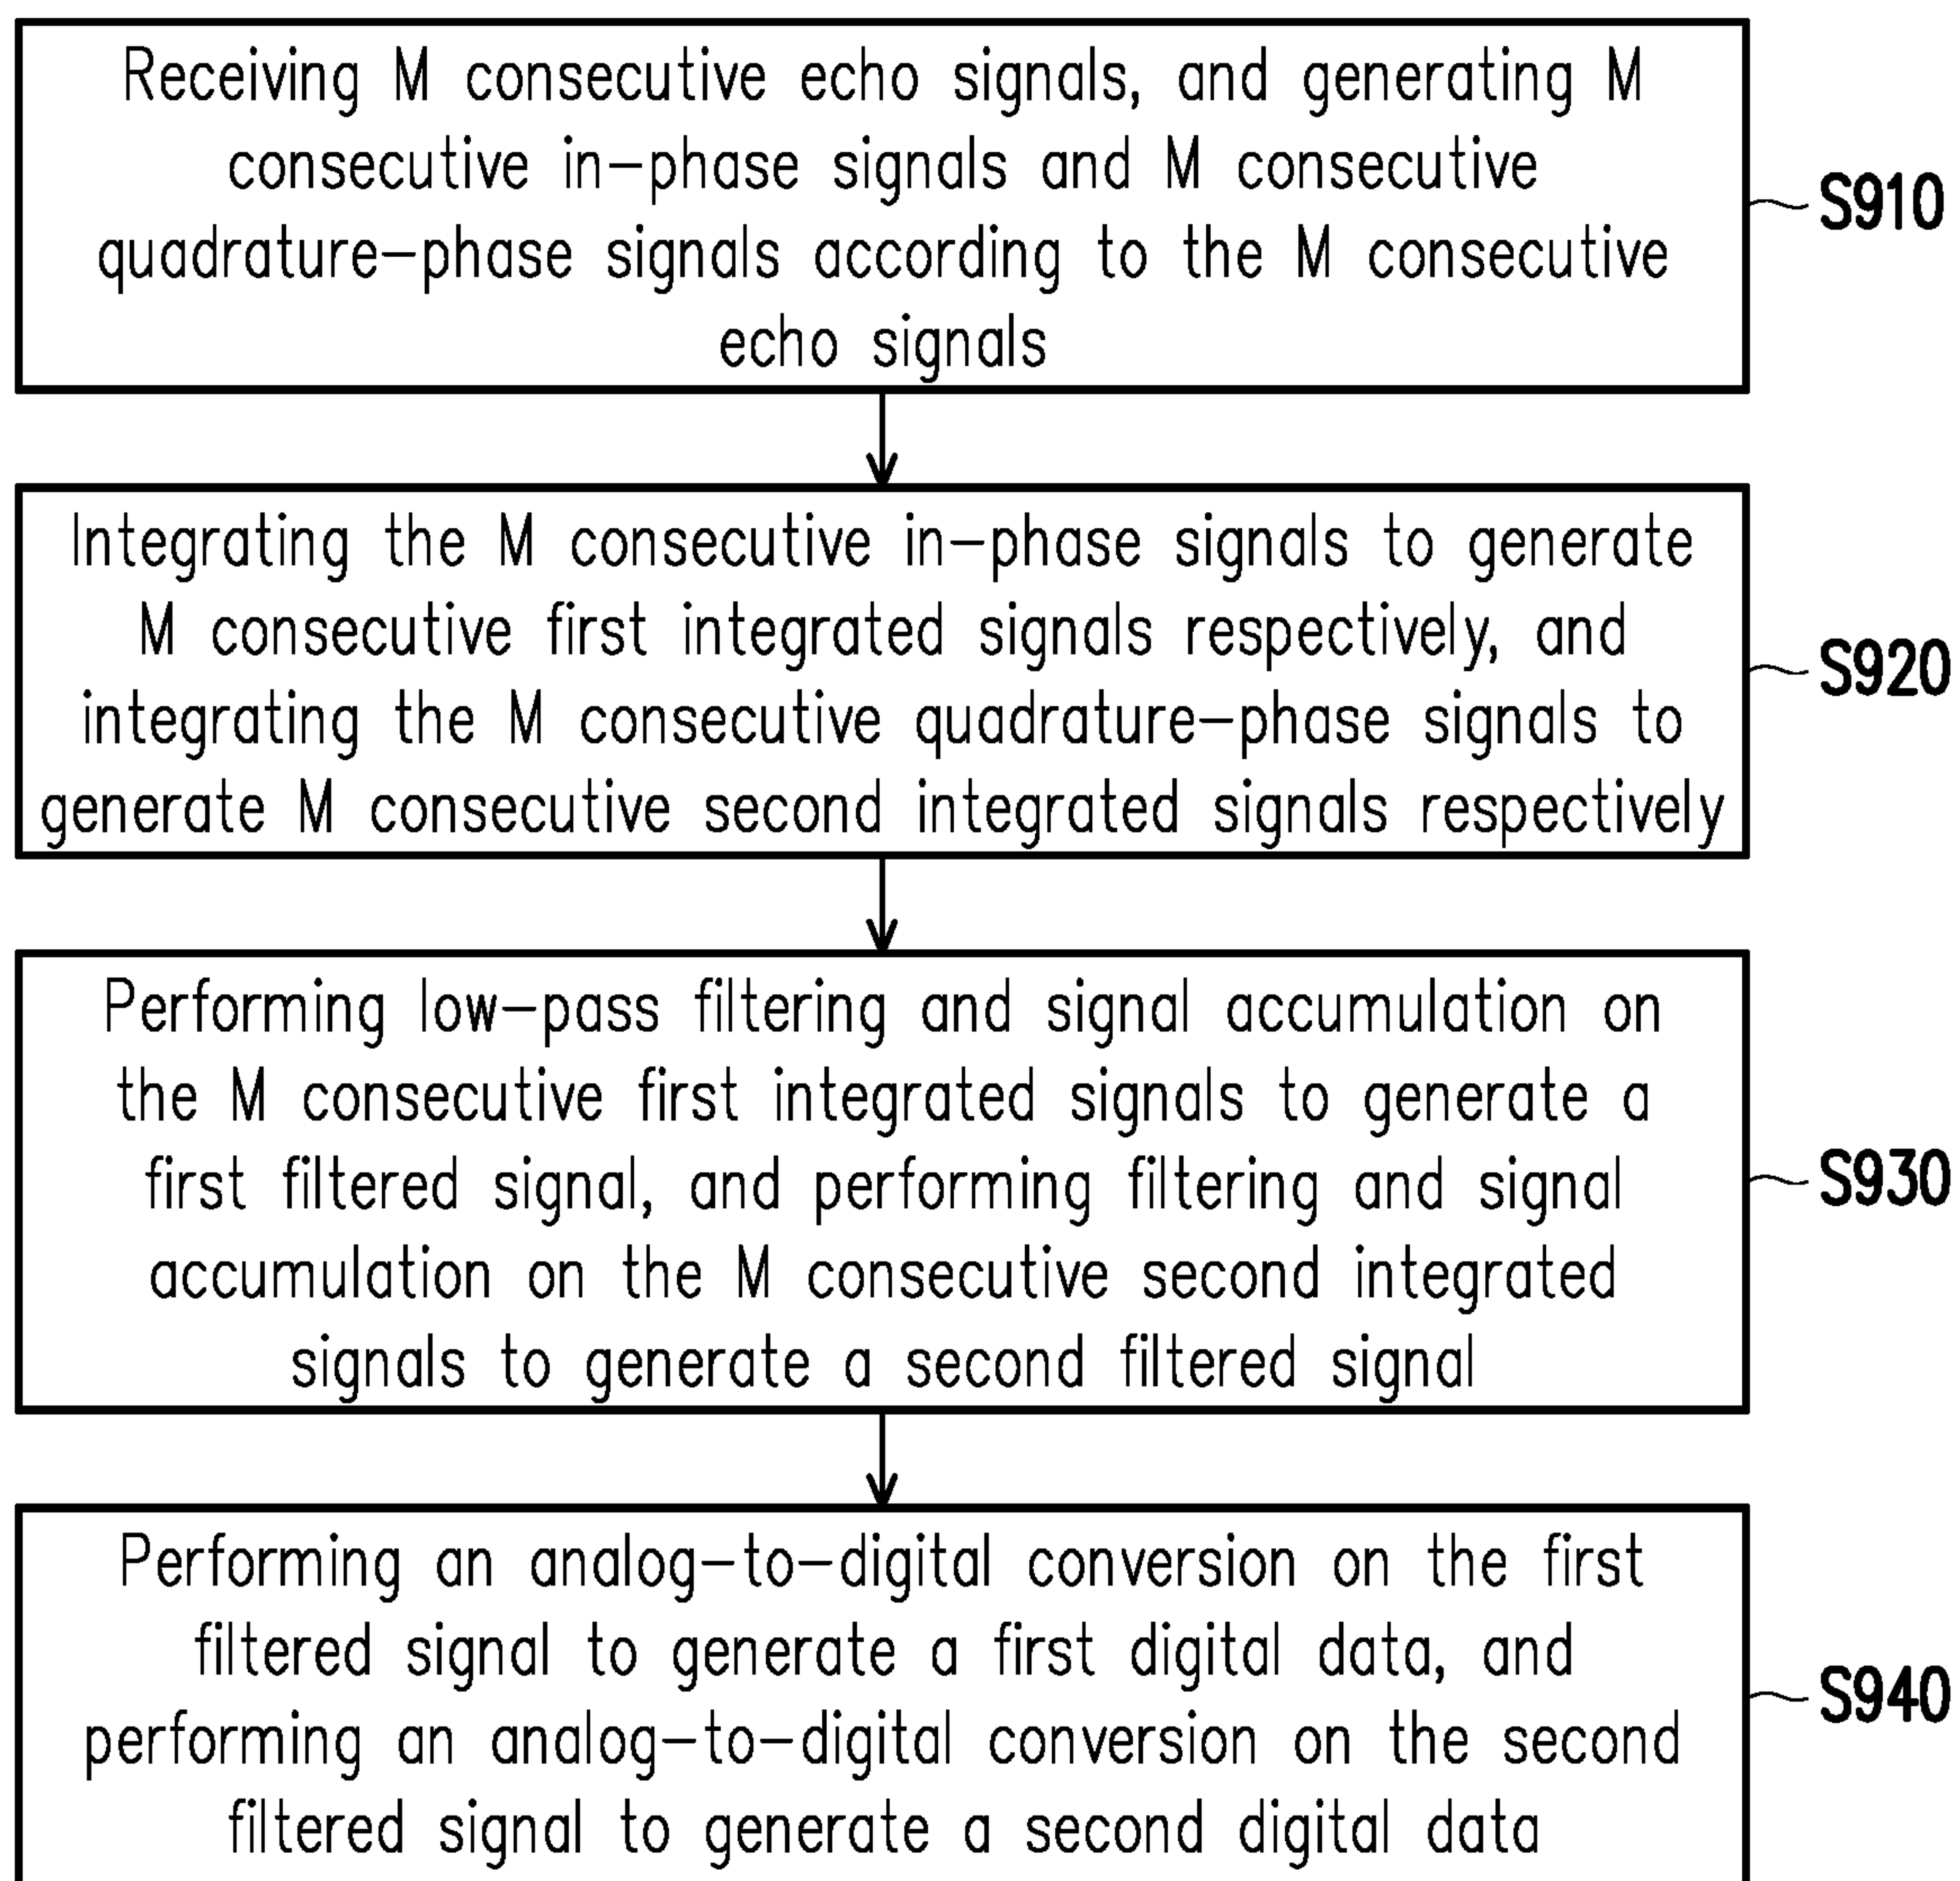 Receiving M consecutive echo signals, and generating M
consecutive in-phase signals and M consecutive
quadrature-phase signals according to the M consecutive
echo signals
S910
Integrating the M consecutive in-phase signals to generate
M consecutive first integrated signals respectively, and
integrating the M consecutive quadrature-phase signals to
generate M consecutive second integrated signals respectively
S920
Performing low-pass filtering and signal accumulation on
the M consecutive first integrated signals to generate a
first filtered signal, and performing filtering and signal
accumulation on the M consecutive second integrated
signals to generate a second filtered signal
S930
Performing an analog-to-digital conversion on the first
filtered signal to generate a first digital data, and
performing an analog-to-digital conversion on the second
filtered signal to generate a second digital data
S940